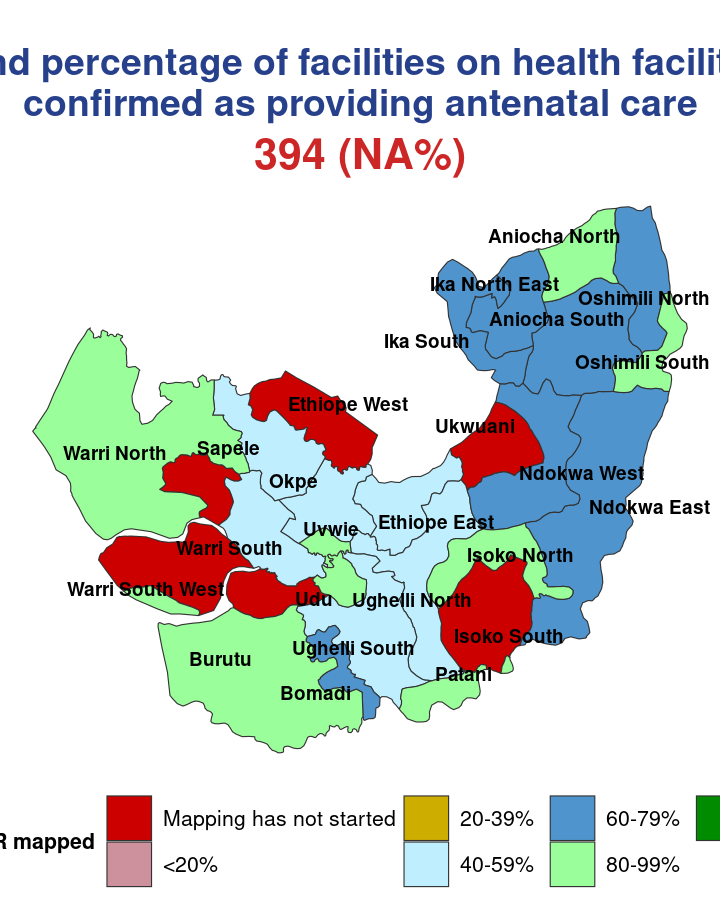 nd percentage of facilities on health facilit
confirmed as providing antenatal care
394 (NA%)
Aniocha North
Ika North East
Oshimili North
Aniocha South
Ika South
Oshimili South
Ethiope West
Ukwuani
Sapele
Warri North
Ndokwa West
Okpe
Ndokwa East
Ethiope East
Uvwie
Warri South
Isoko North
Warri South West
Udu
Ughelli North
Isoko South
Ughelli South
Burutu
Patani
Bomadi
R mapped
Mapping has not started
20-39%
60-79%
<20%
40-59%
80-99%